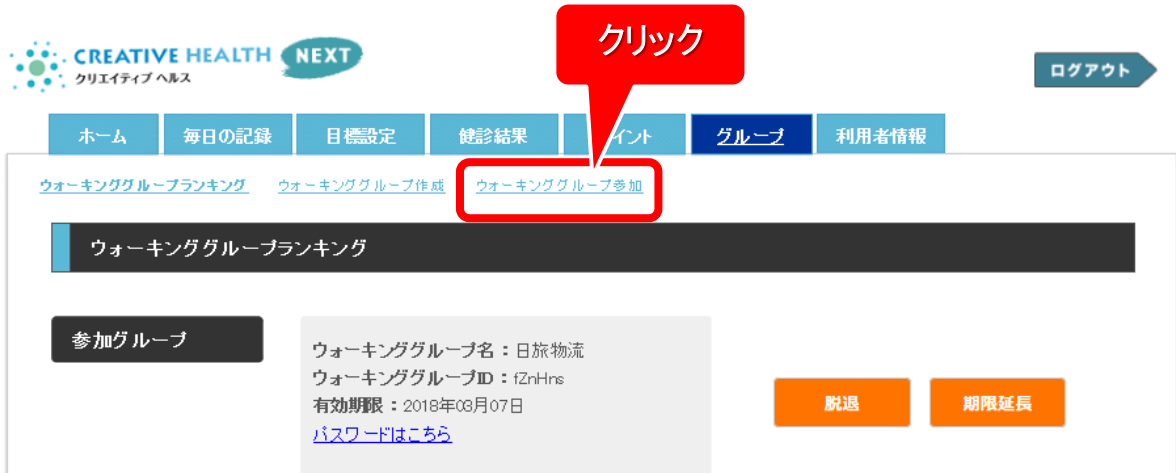 クリック
CREATIVE HEALTH NEXT
クリエイティブ ヘルス
ログアウト
ホーム 毎日の記録 目標設定 健診結果 イント グループ 利用者情報
ウォーキンググループランキング ウォーキンググループ作成 ウォーキンググループ参加
ウォーキンググループランキング
参加グループ
ウォーキンググループ名：日旅物流
ウォーキンググループID：fZnHns
有効期限：2018年03月07日
パスワードはこちら
脱退 期限延長